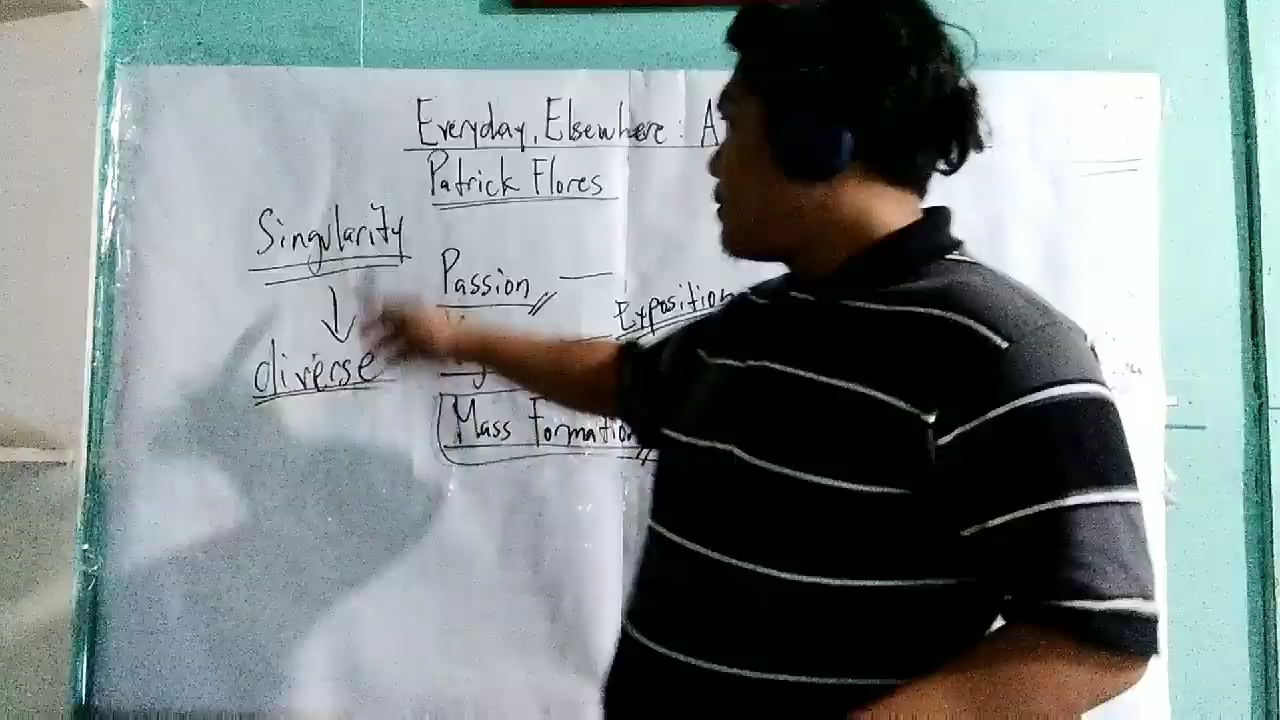 Everyday, Elsewhere: A
Patrick Flores
Singularity
Passion
Exposition
diverse
Mass Formation